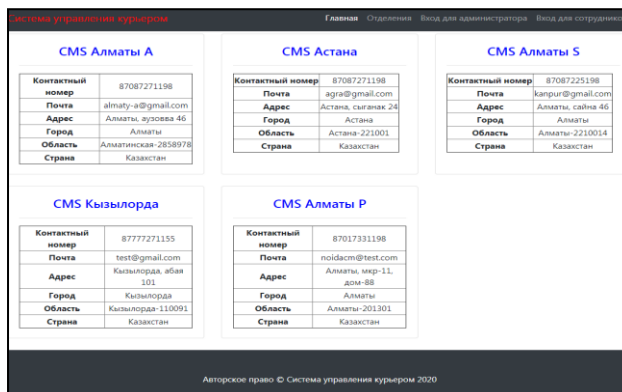 Система управления курьером
Главная Отделения Вход для администратора Вход для сотруднико
CMS Алматы А
Контактный номер 87087271198
Почта almaty-a@gmail.com
Адрес Алматы, ауэовва 46
Город Алматы
Область Алматинская-2858978
Страна Казахстан
CMS Астана
Контактный номер 87087271198
Почта agra@gmail.com
Адрес Астана, сыганак 24
Город Астана
Область Астана-221001
Страна Казахстан
CMS Алматы S
Контактный номер 87087225198
Почта kanpur@gmail.com
Адрес Алматы, сайна 46
Город Алматы
Область Алматы-2210014
Страна Казахстан
CMS Кызылорда
Контактный номер 87777271155
Почта test@gmail.com
Адрес Кызылорда, абая 101
Город Кызылорда
Область Кызылорда-110091
Страна Казахстан
CMS Алматы Р
Контактный номер 87017331198
Почта noidacm@test.com
Адрес Алматы, мкр-11, дом-88
Город Алматы
Область Алматы-201301
Страна Казахстан
Авторское право © Система управления курьером 2020